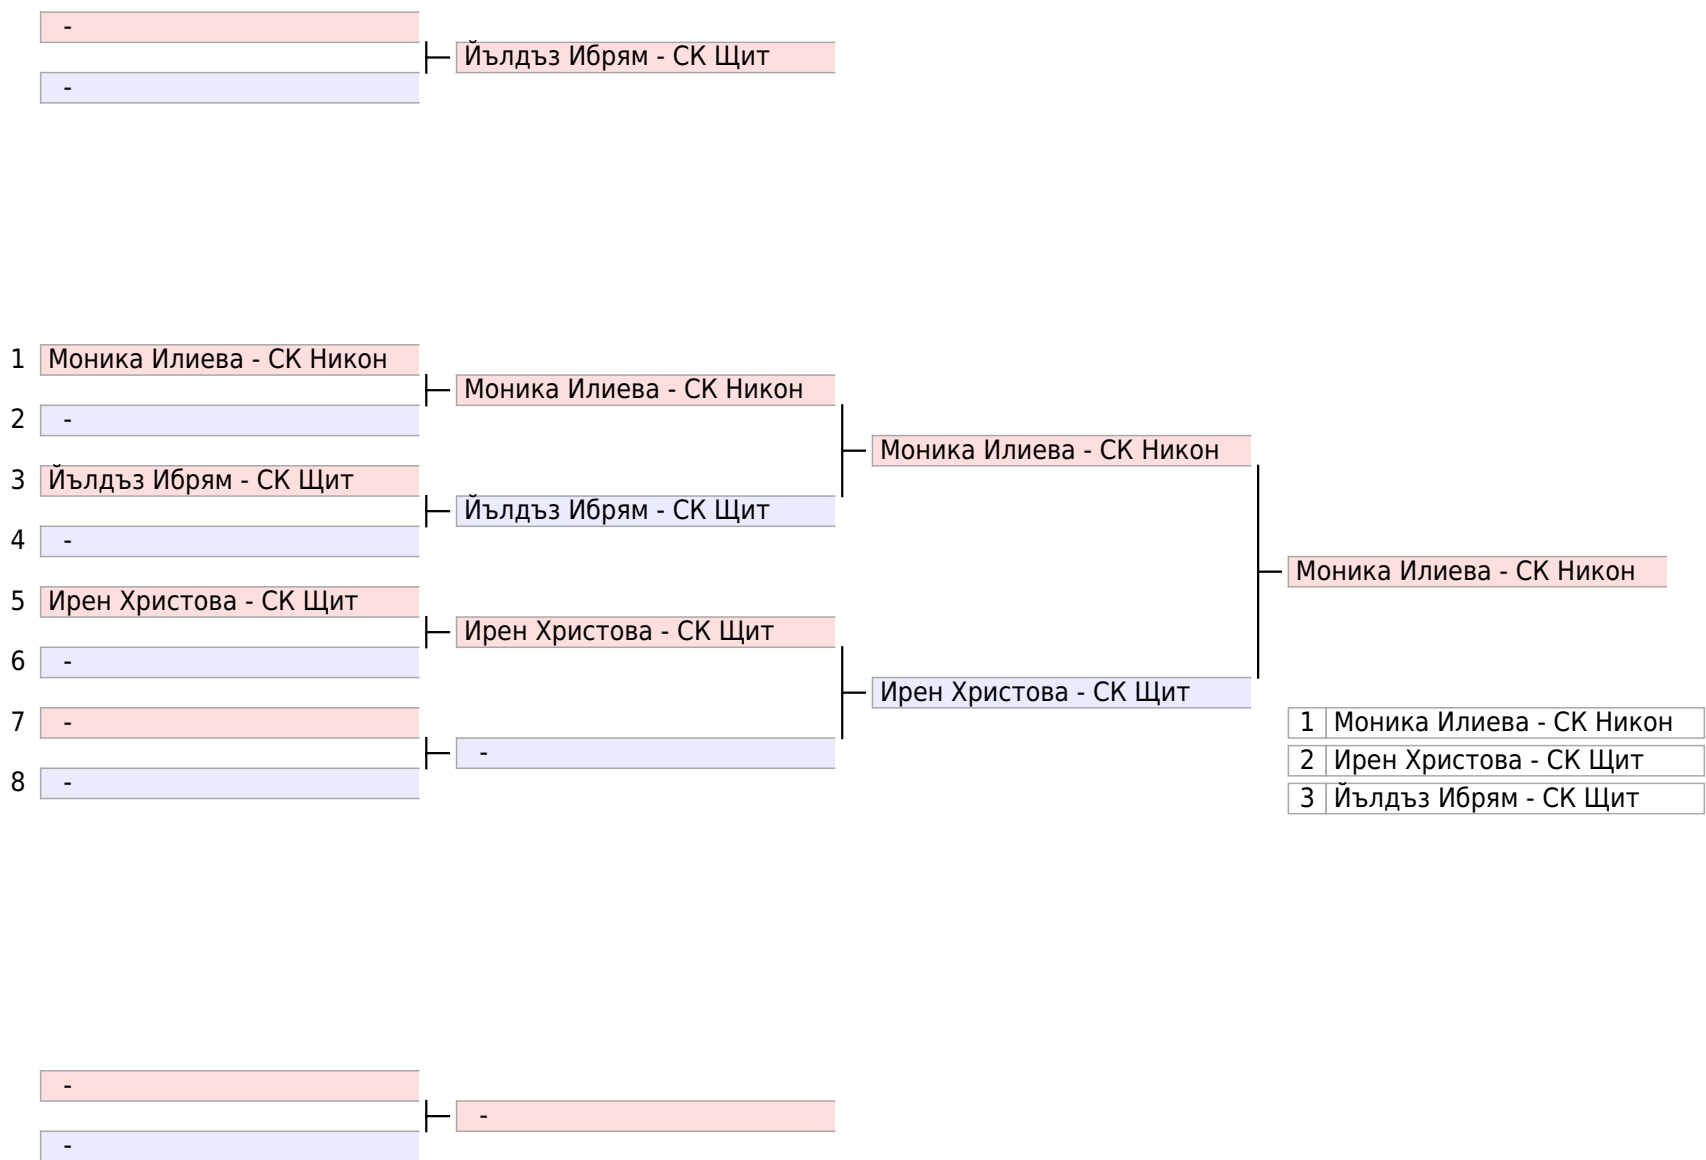 -
Йълдъз Ибрям - СК Щит
-
1 Моника Илиева - СК Никон
Моника Илиева - СК Никон
2 -
Моника Илиева - СК Никон
3 Йълдъз Ибрям - СК Щит
Йълдъз Ибрям - СК Щит
4 -
Моника Илиева - СК Никон
5 Ирен Христова - СК Щит
Ирен Христова - СК Щит
6 -
Ирен Христова - СК Щит
7 -
1 Моника Илиева - СК Никон
-
2 Ирен Христова - СК Щит
8 -
3 Йълдъз Ибрям - СК Щит
-
-
-